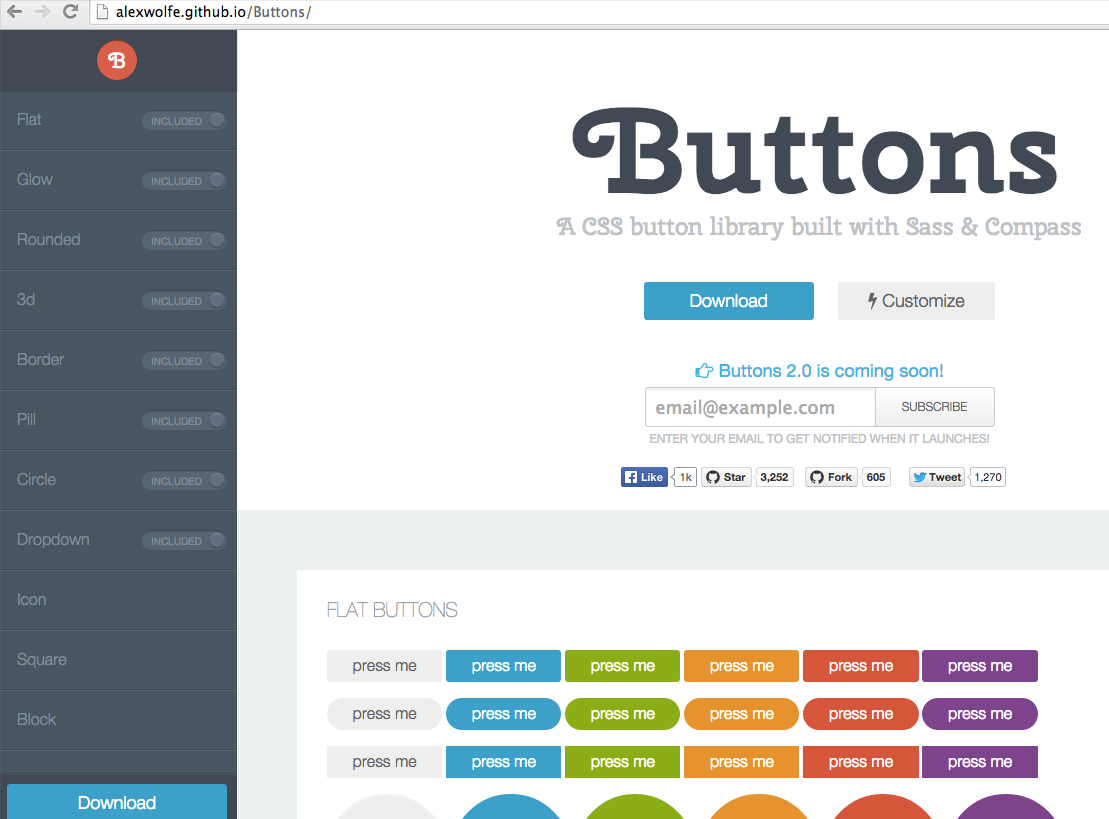 alexwolfe.github.io/Buttons/
B
Flat INCLUDED
Glow INCLUDED
Rounded INCLUDED
3d INCLUDED
Border INCLUDED
Pill INCLUDED
Circle INCLUDED
Dropdown INCLUDED
Icon
Square
Block
Download
Buttons
A CSS button library built with Sass & Compass
Download Customize
Buttons 2.0 is coming soon!
email@example.com SUBSCRIBE
ENTER YOUR EMAIL TO GET NOTIFIED WHEN IT LAUNCHES!
Like 1k Star 3,252 Fork 605 Tweet 1,270
FLAT BUTTONS
press me press me press me press me press me press me
press me press me press me press me press me press me
press me press me press me press me press me press me